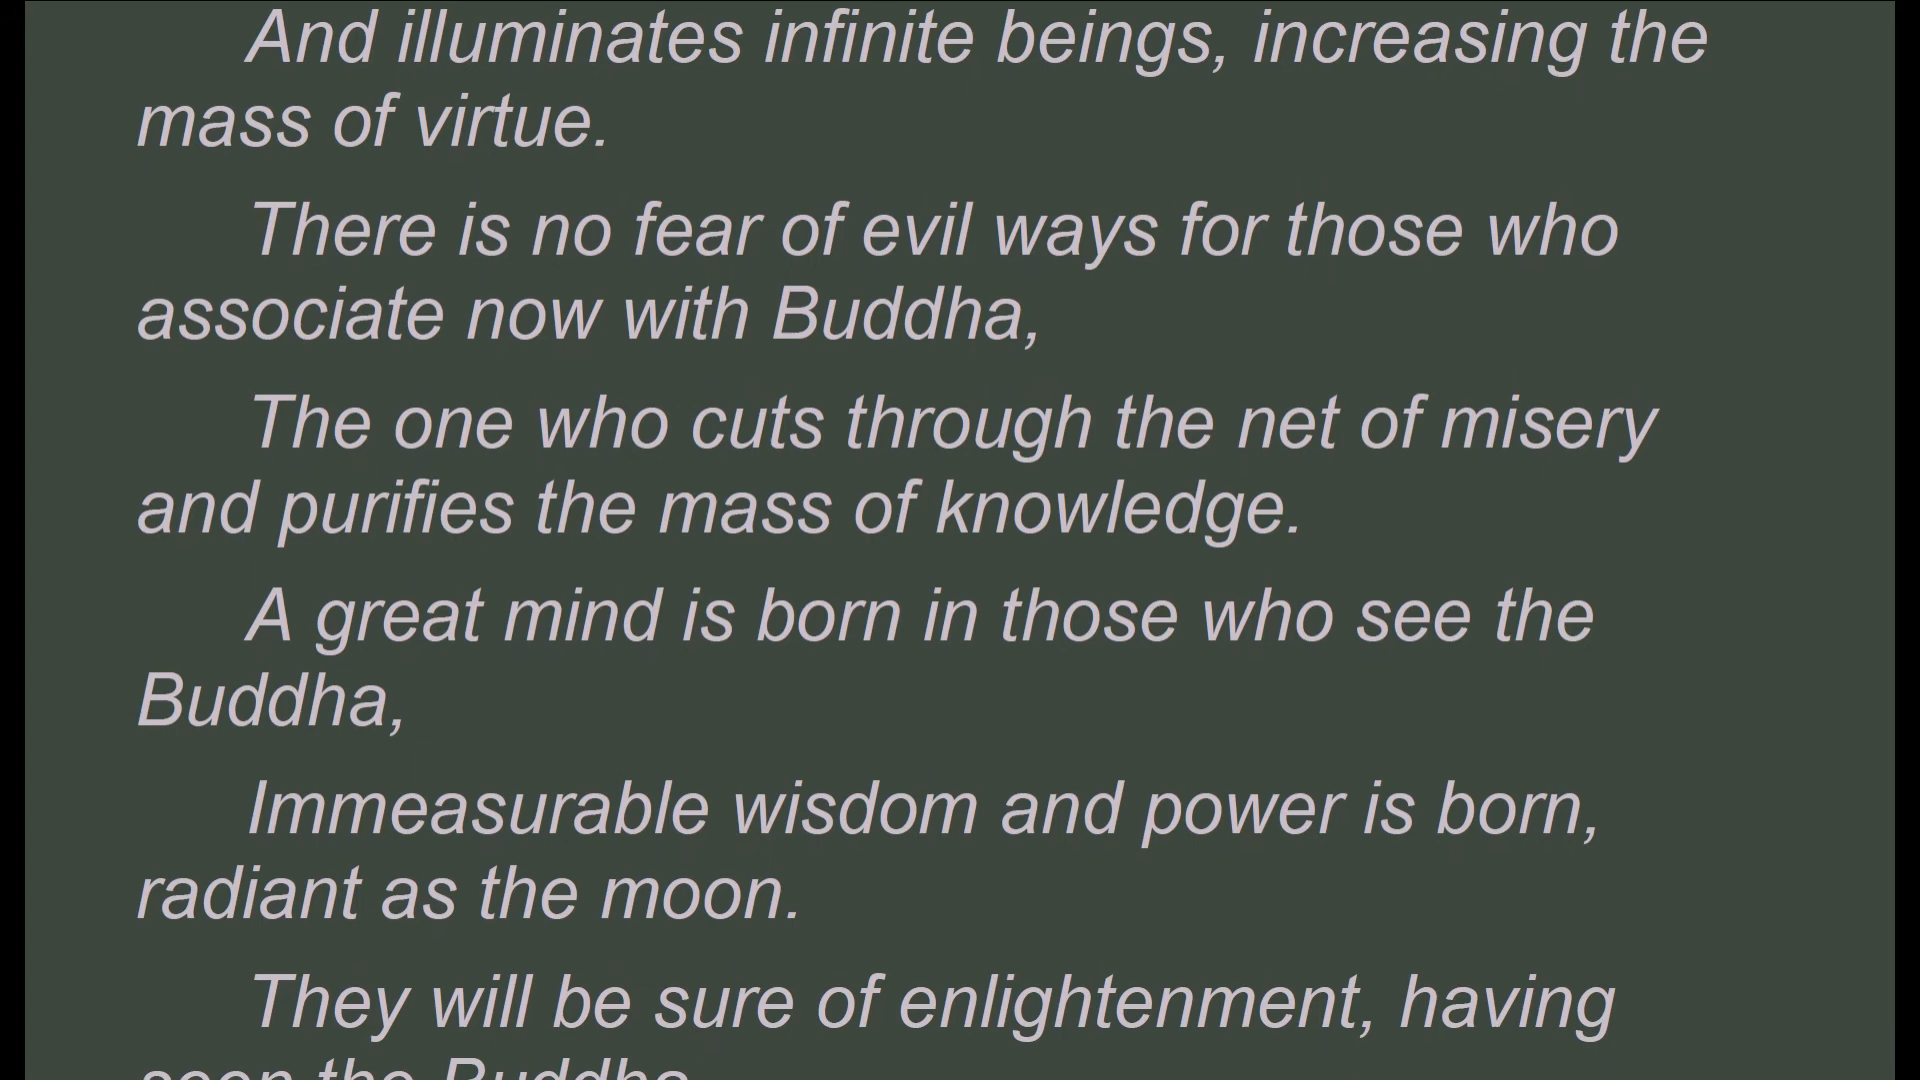 And illuminates infinite beings, increasing the
mass of virtue.
There is no fear of evil ways for those who
associate now with Buddha,
The one who cuts through the net of misery
and purifies the mass of knowledge.
A great mind is born in those who see the
Buddha,
Immeasurable wisdom and power is born,
radiant as the moon.
They will be sure of enlightenment, having
seen the Buddha